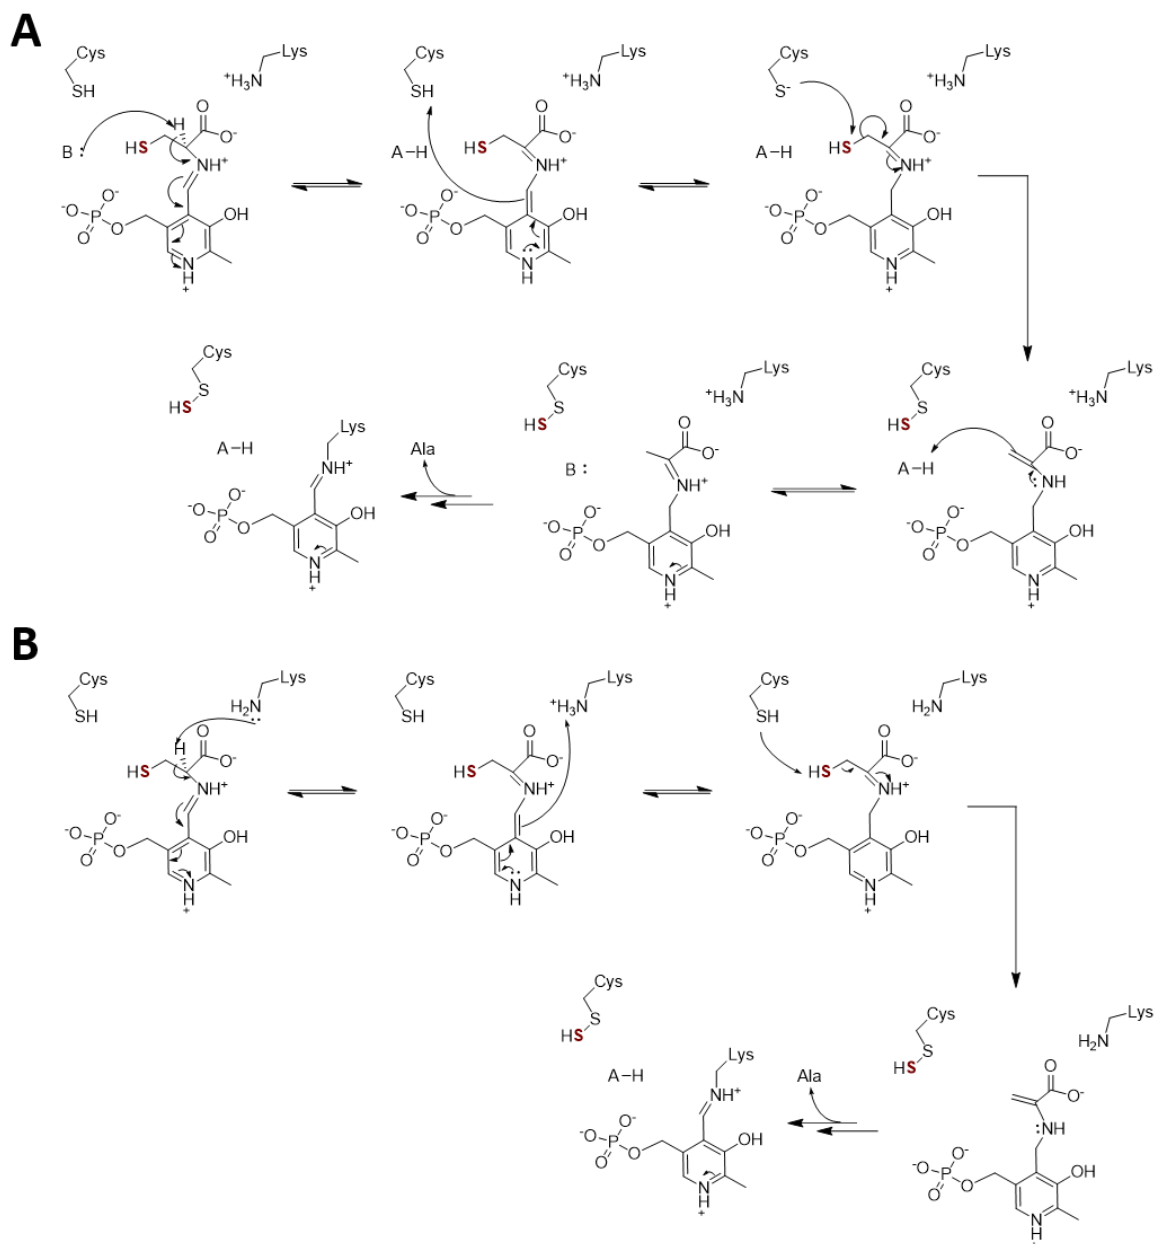 A
Cys
SH
+H3N
Lys
B:
H
HS
O
O-
NH+
O-
-O
P
O
O
OH
N
H
+
Cys
SH
+H3N
Lys
A-H
HS
O
O-
NH+
O-
-O
P
O
O
OH
N
H
Cys
S-
+H3N
Lys
A-H
HS
O
O-
NH+
O-
-O
P
O
O
OH
N
H
+
Cys
S
HS
A-H
Lys
NH+
O-
-O
P
O
O
OH
N
H
+
Ala
Cys
S
HS
+H3N
Lys
B:
O
O-
NH+
O-
-O
P
O
O
OH
N
H
+
Cys
S
HS
+H3N
Lys
A-H
O
O-
NH
O-
-O
P
O
O
OH
N
H
+
B
Cys
SH
H2N
Lys
H
HS
O
O-
NH+
O-
-O
P
O
O
OH
N
H
+
Cys
SH
+H3N
Lys
HS
O
O-
NH+
O-
-O
P
O
O
OH
N
H
Cys
SH
H2N
Lys
HS
O
O-
NH+
O-
-O
P
O
O
OH
N
H
+
Cys
S
HS
A-H
Lys
NH+
O-
-O
P
O
O
OH
N
H
+
Ala
Cys
S
HS
H2N
Lys
O
O-
:NH
O-
-O
P
O
O
OH
N
H